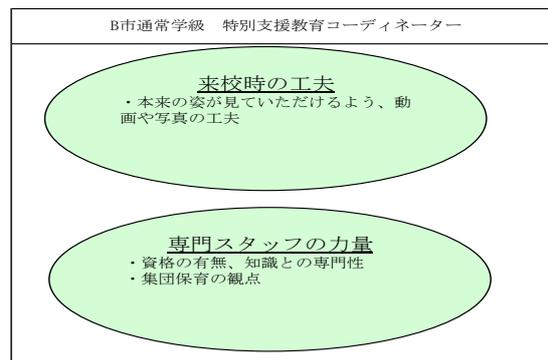 B市通常学級　特別支援教育コーディネーター
来校時の工夫
・本来の姿が見ていただけるよう、動
画や写真の工夫
専門スタッフの力量
・資格の有無、知識との専門性
・集団保育の観点